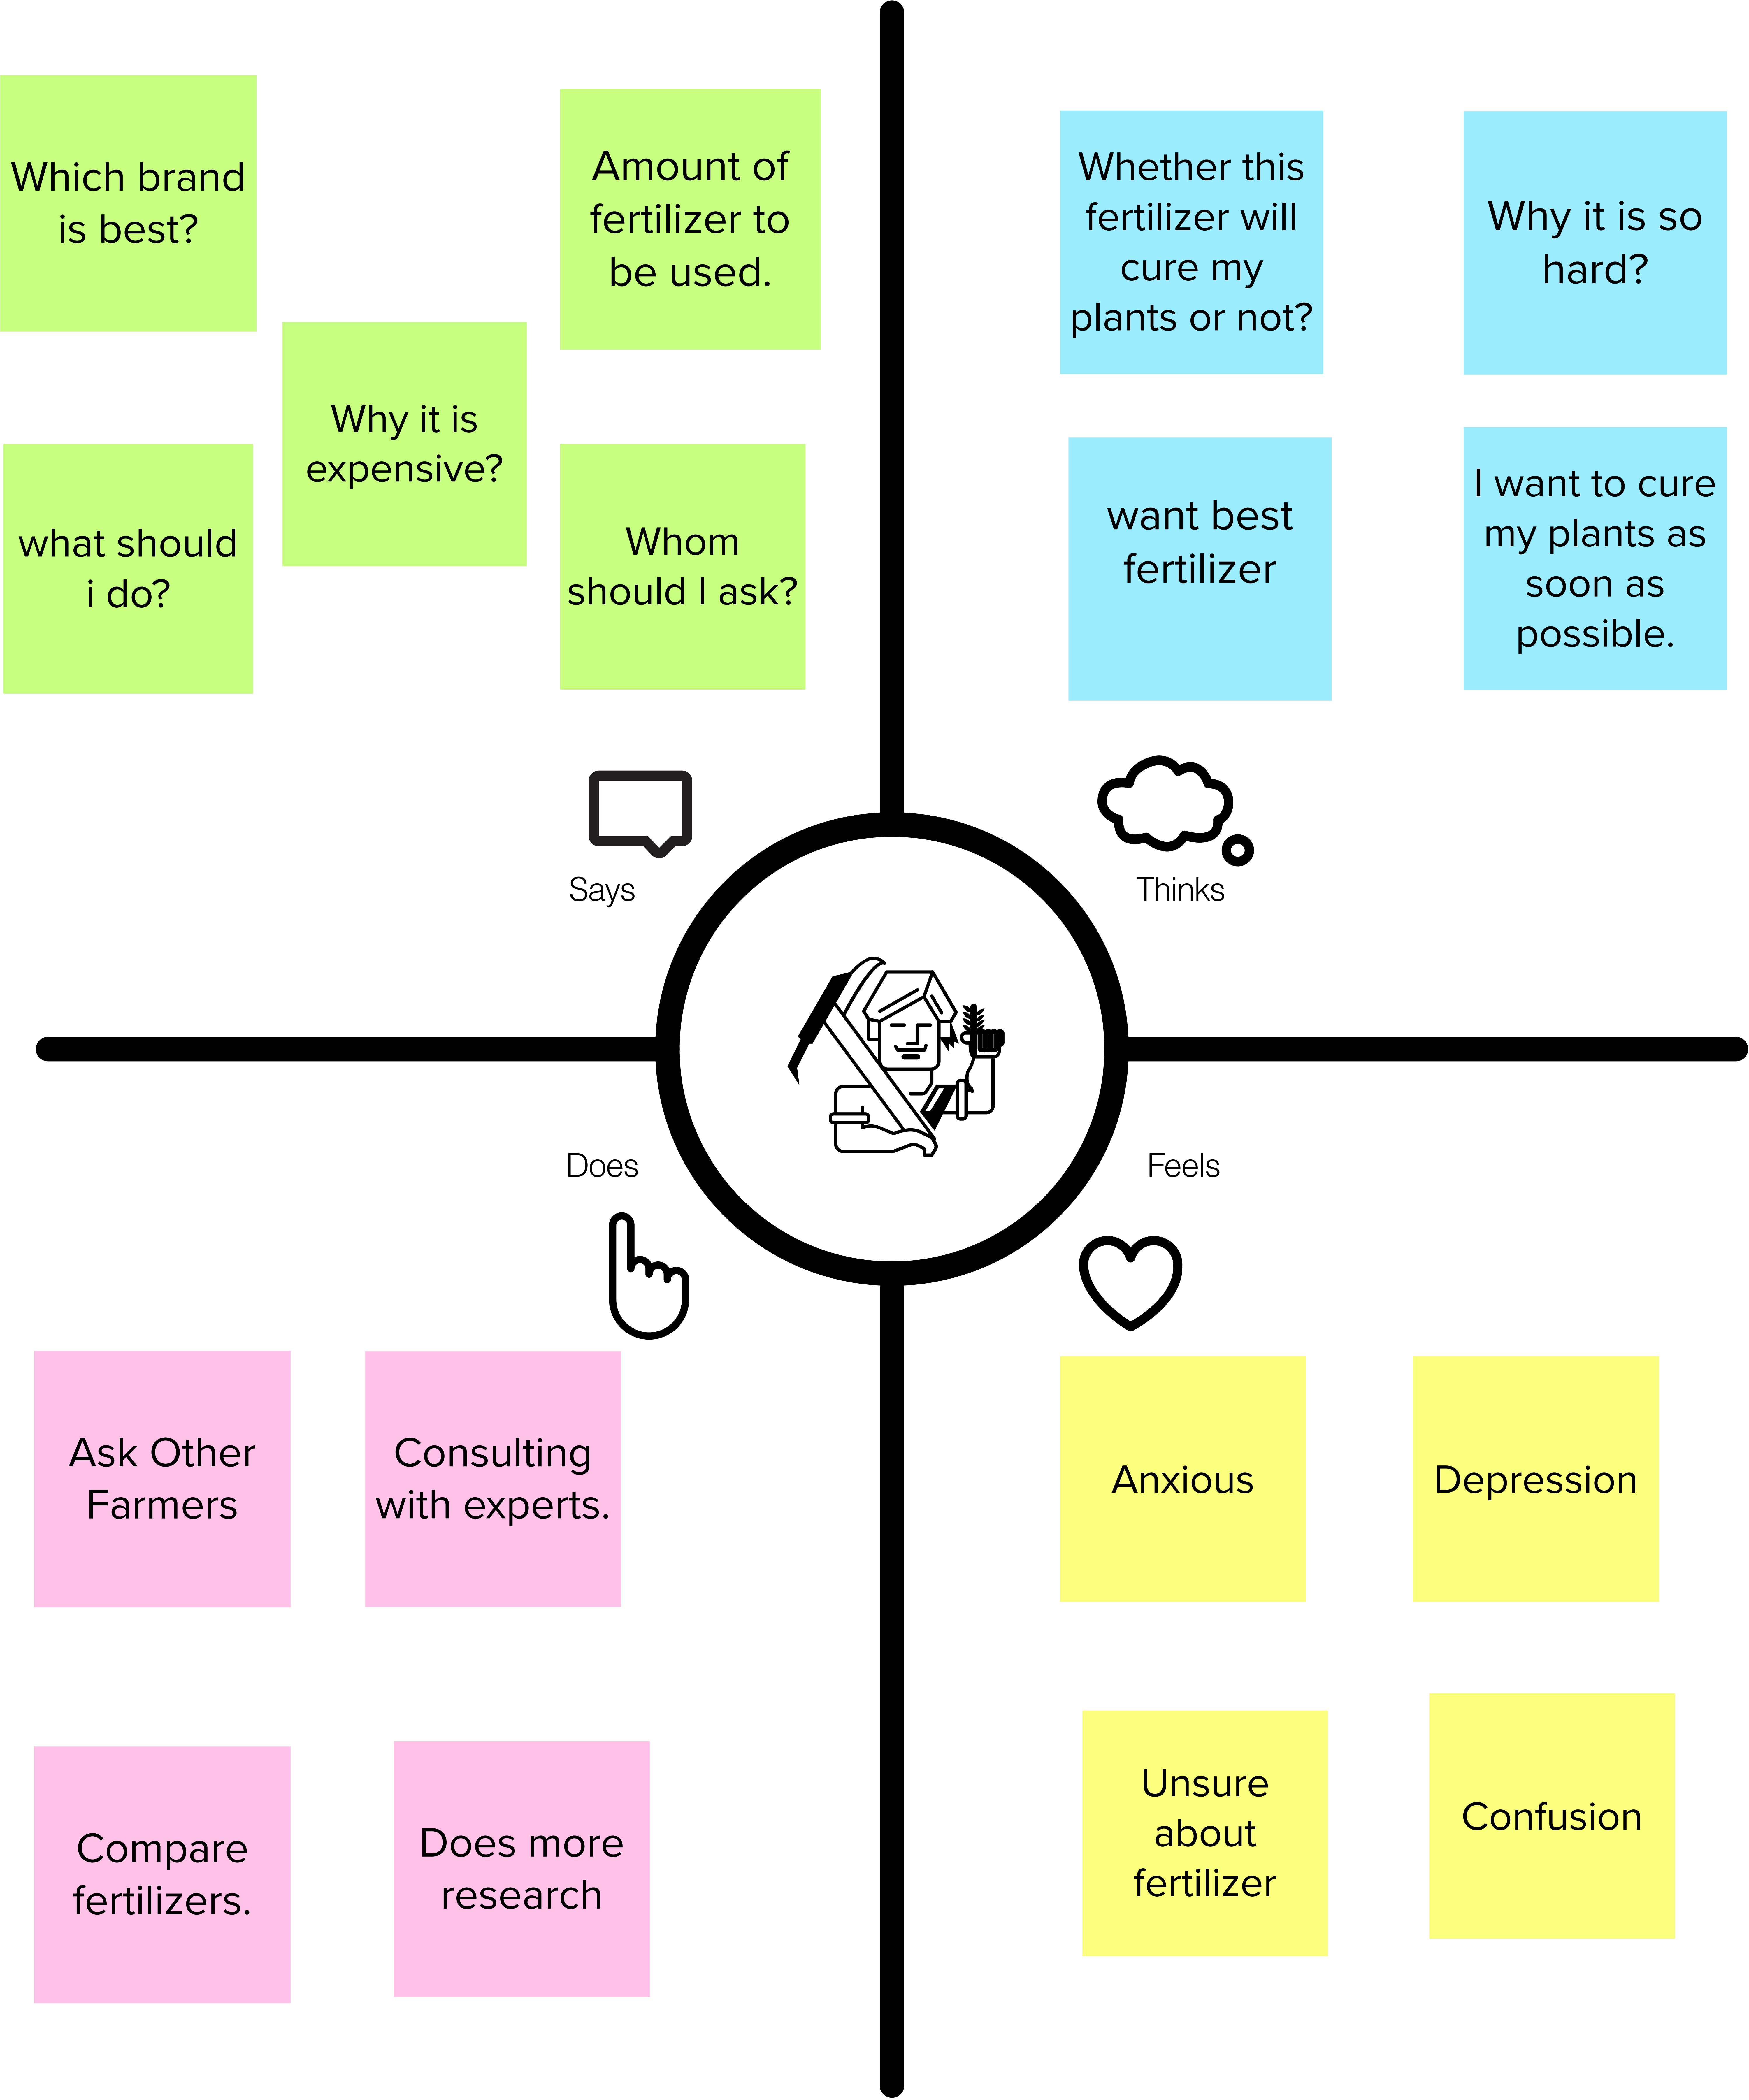 Which brand
is best?
Amount of
fertilizer to
be used.
Why it is
expensive?
what should
i do?
Whom
should I ask?
Says
Whether this
fertilizer will
cure my
plants or not?
Why it is so
hard?
want best
fertilizer
I want to cure
my plants as
soon as
possible.
Thinks
Does
Ask Other
Farmers
Consulting
with experts.
Compare
fertilizers.
Does more
research
Feels
Anxious
Depression
Unsure
about
fertilizer
Confusion